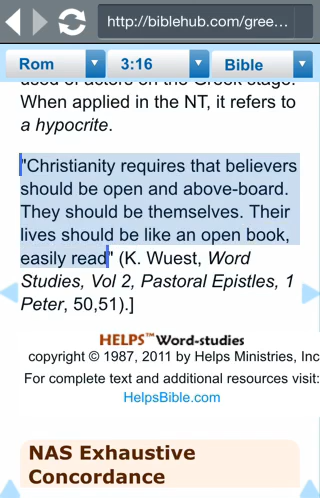 http://biblehub.com/gree...
Rom 3:16 Bible
used of actors on the Greek stage.
When applied in the NT, it refers to
a hypocrite.
"Christianity requires that believers
should be open and above-board.
They should be themselves. Their
lives should be like an open book,
easily read" (K. Wuest, Word
Studies, Vol 2, Pastoral Epistles, 1
Peter, 50,51).]
HELPS™ Word-studies
copyright © 1987, 2011 by Helps Ministries, Inc
For complete text and additional resources visit:
HelpsBible.com
NAS Exhaustive
Concordance